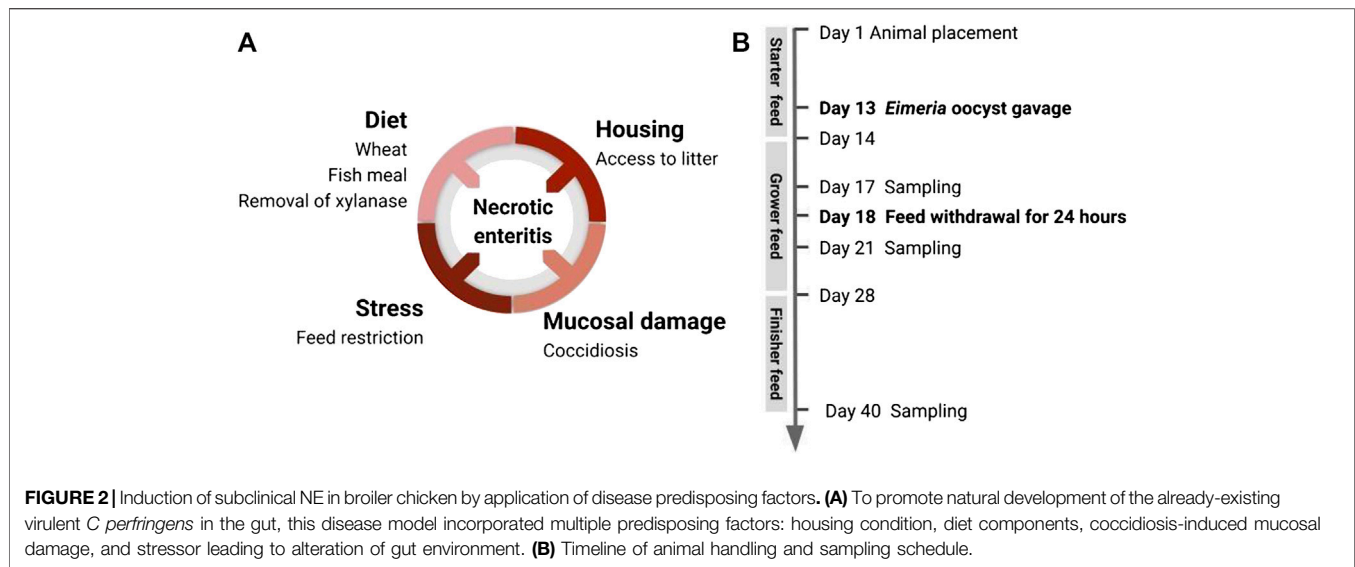 A
Diet
Wheat
Fish meal
Removal of xylanase
Housing
Access to litter
Necrotic
enteritis
Stress
Feed restriction
Mucosal damage
Coccidiosis
B
Starter feed
Grower feed
Finisher feed
Day 1 Animal placement
Day 13 Eimeria oocyst gavage
Day 14
Day 17 Sampling
Day 18 Feed withdrawal for 24 hours
Day 21 Sampling
Day 28
Day 40 Sampling
FIGURE 2 | Induction of subclinical NE in broiler chicken by application of disease predisposing factors. (A) To promote natural development of the already-existing
virulent C perfringens in the gut, this disease model incorporated multiple predisposing factors: housing condition, diet components, coccidiosis-induced mucosal
damage, and stressor leading to alteration of gut environment. (B) Timeline of animal handling and sampling schedule.